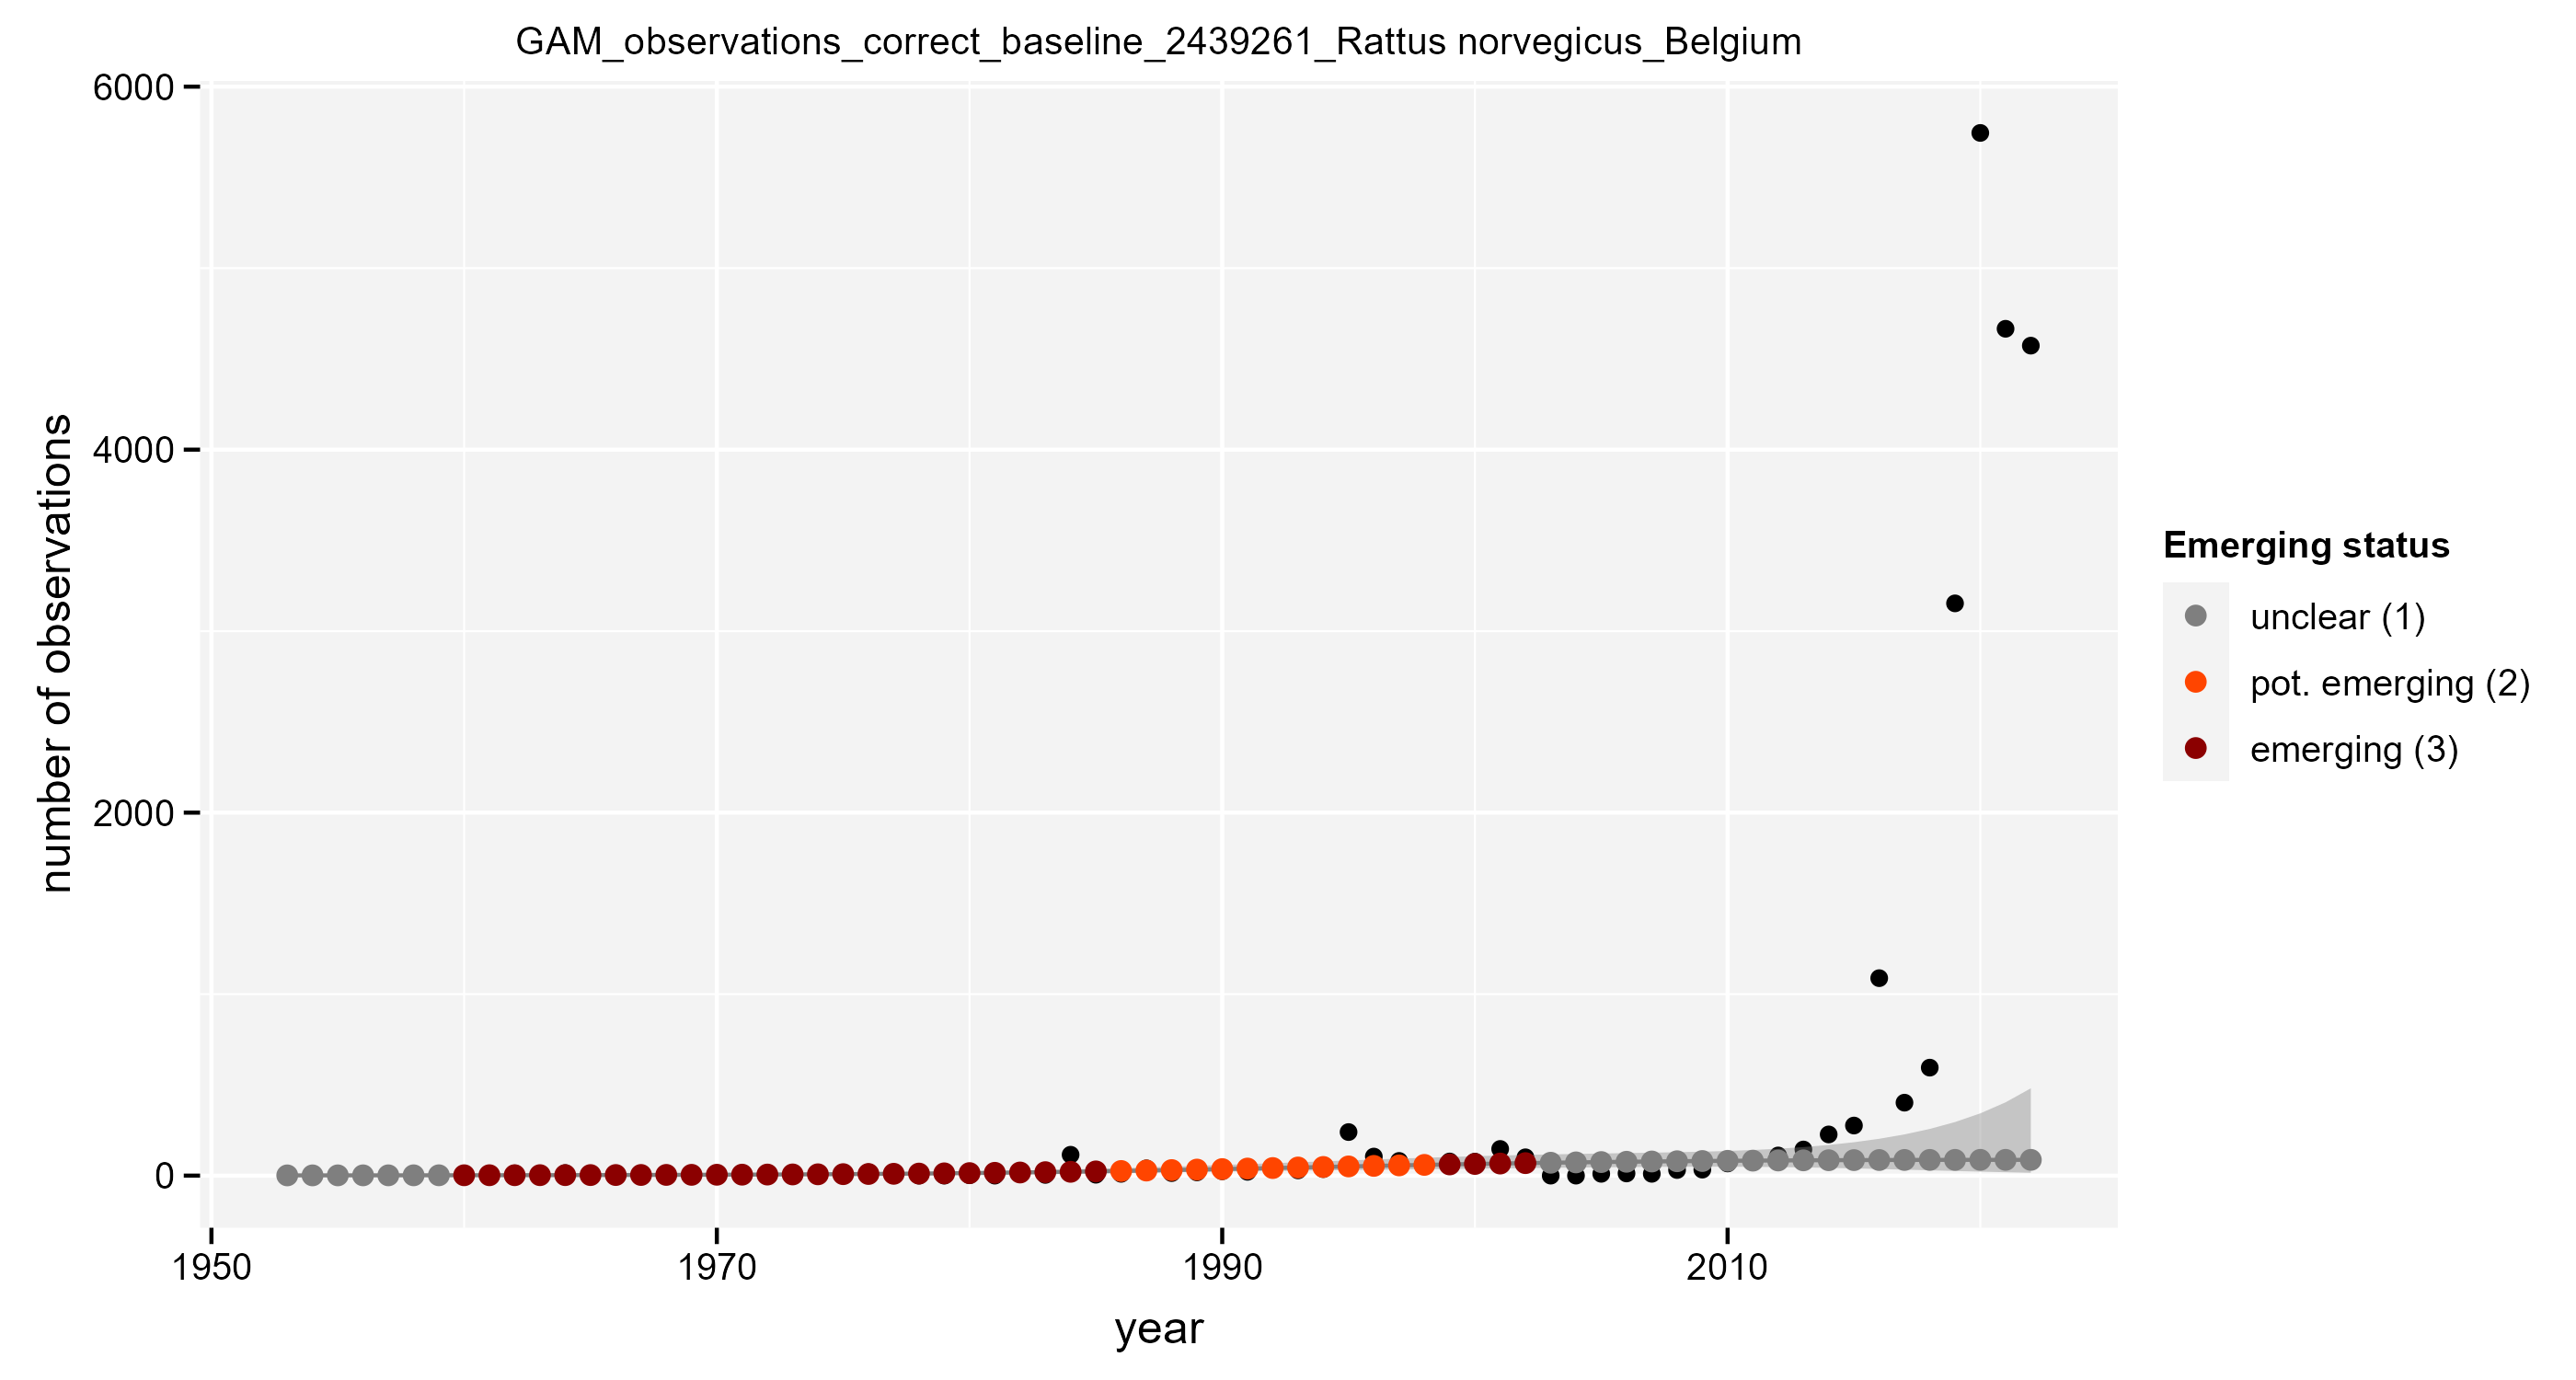 GAM_observations_correct_baseline_2439261_Rattus norvegicus_Belgium
number of observations
6000
4000
2000
0
1950
1970
1990
2010
year
Emerging status
unclear (1)
pot. emerging (2)
emerging (3)